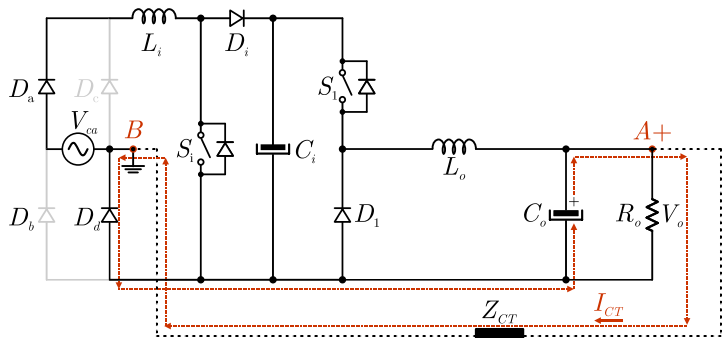 L_i D_i
D_a D_c S_1
V_ca B A+
S_i C_i L_o
+
D_b D_d D_1 C_o R_o V_o
Z_CT I_CT